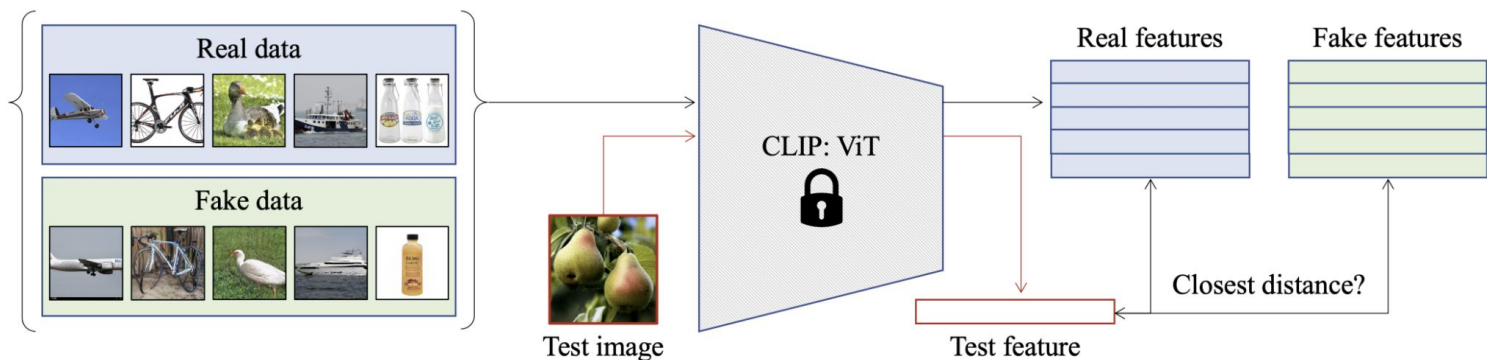 Real data
Fake data
Test image
CLIP: ViT
Real features
Fake features
Closest distance?
Test feature